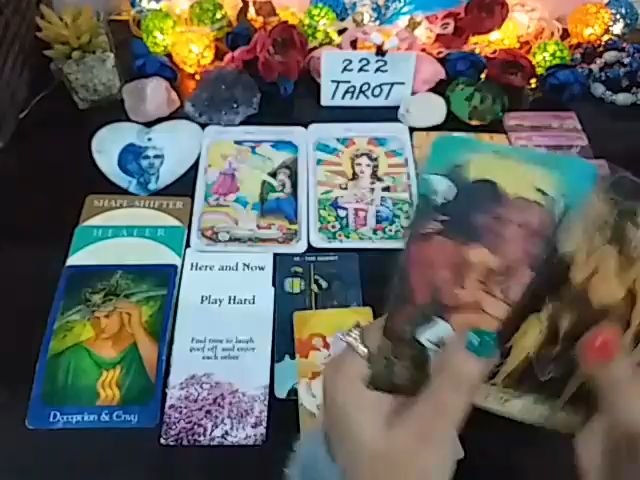 222
TAROT
SHAPE-SHIFTER
HEALER
Here and Now
Play Hard
Find time to laugh
goof off and enjoy
each other
Deception & Envy